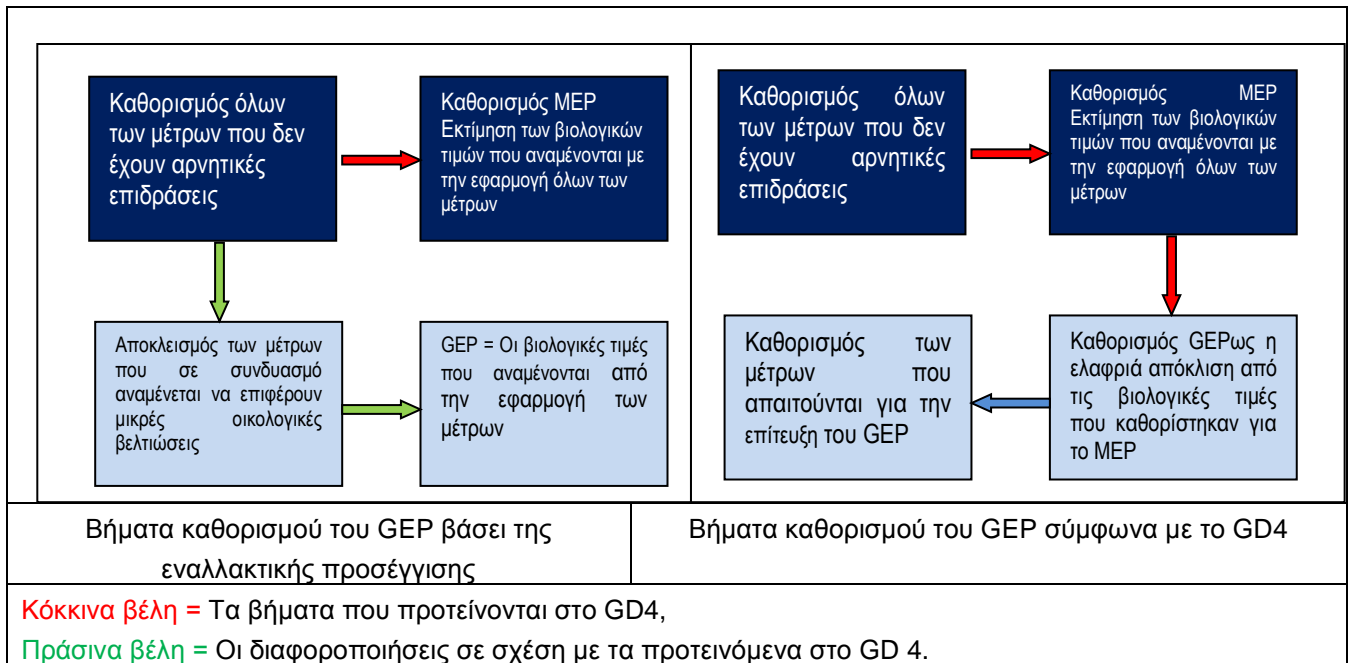 Καθορισμός όλων
των μέτρων που δεν
έχουν αρνητικές
επιδράσεις
Καθορισμός MEP
Εκτίμηση των βιολογικών
τιμών που αναμένονται με
την εφαρμογή όλων των
μέτρων
Αποκλεισμός των μέτρων
που σε συνδυασμό
αναμένεται να επιφέρουν
μικρές οικολογικές
βελτιώσεις
GEP = Οι βιολογικές τιμές
που αναμένονται από
την εφαρμογή των
μέτρων
Καθορισμός όλων
των μέτρων που δεν
έχουν αρνητικές
επιδράσεις
Καθορισμός MEP
Εκτίμηση των βιολογικών
τιμών που αναμένονται με
την εφαρμογή όλων των
μέτρων
Καθορισμός των
μέτρων που
απαιτούνται για την
επίτευξη του GEP
Καθορισμός GEPως η
ελαφριά απόκλιση από
τις βιολογικές τιμές
που καθορίστηκαν για
το MEP
Βήματα καθορισμού του GEP βάσει της
εναλλακτικής προσέγγισης
Βήματα καθορισμού του GEP σύμφωνα με το GD4
Κόκκινα βέλη = Τα βήματα που προτείνονται στο GD4,
Πράσινα βέλη = Οι διαφοροποιήσεις σε σχέση με τα προτεινόμενα στο GD 4.